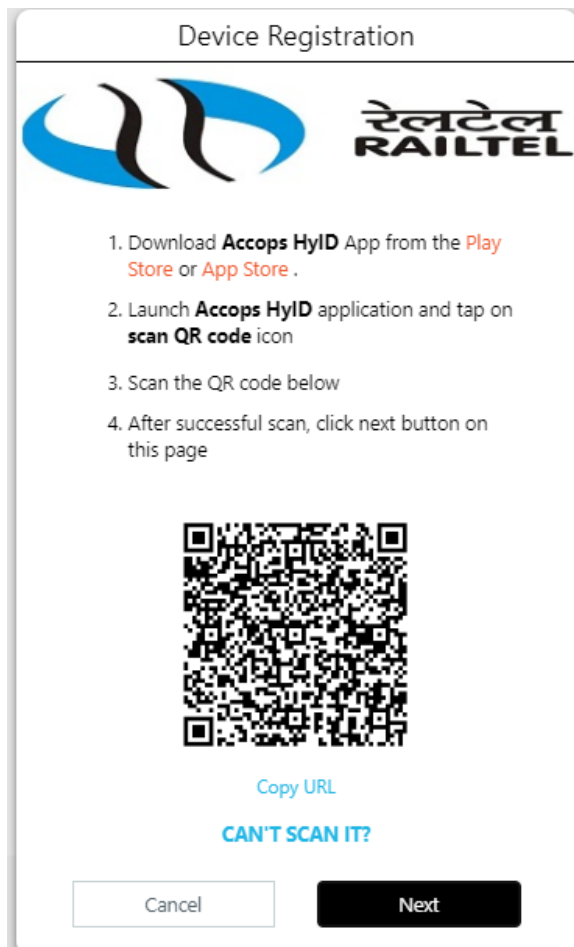 Device Registration
रेलटेल
RAILTEL
1. Download Accops HyID App from the Play
Store or App Store .
2. Launch Accops HyID application and tap on
scan QR code icon
3. Scan the QR code below
4. After successful scan, click next button on
this page
Copy URL
CAN'T SCAN IT?
Cancel
Next